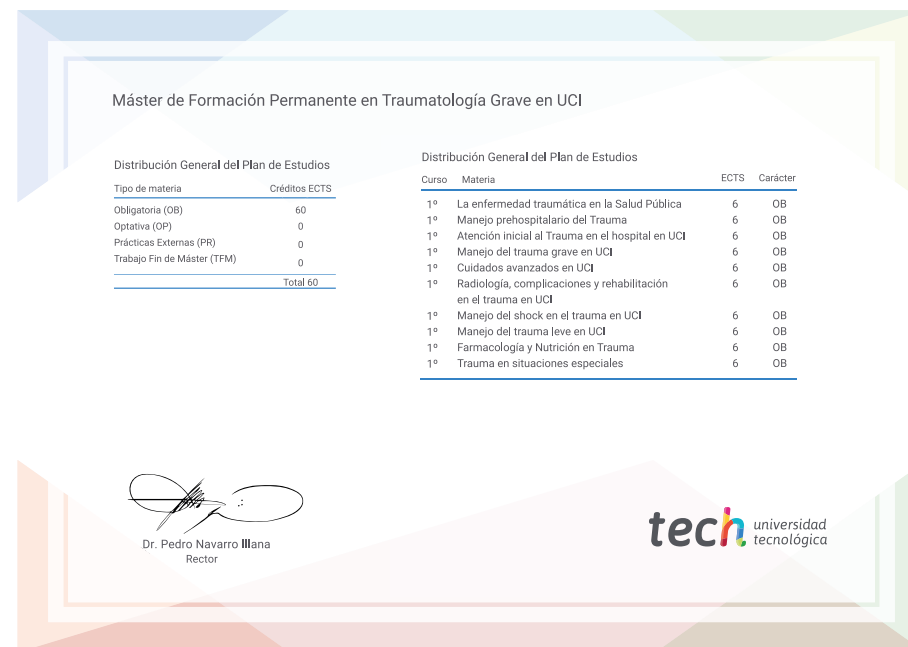 Máster de Formación Permanente en Traumatología Grave en UCI
Distribución General del Plan de Estudios
Tipo de materia Créditos ECTS
Obligatoria (OB) 60
Optativa (OP) 0
Prácticas Externas (PR) 0
Trabajo Fin de Máster (TFM) 0
Total 60
Distribución General del Plan de Estudios
Curso Materia ECTS Carácter
1º La enfermedad traumática en la Salud Pública 6 OB
1º Manejo prehospitalario del Trauma 6 OB
1º Atención inicial al Trauma en el hospital en UCI 6 OB
1º Manejo del trauma grave en UCI 6 OB
1º Cuidados avanzados en UCI 6 OB
1º Radiología, complicaciones y rehabilitación 6 OB
en el trauma en UCI
1º Manejo del shock en el trauma en UCI 6 OB
1º Manejo del trauma leve en UCI 6 OB
1º Farmacología y Nutrición en Trauma 6 OB
1º Trauma en situaciones especiales 6 OB
Dr. Pedro Navarro Illana
Rector
tech universidad
tecnológica